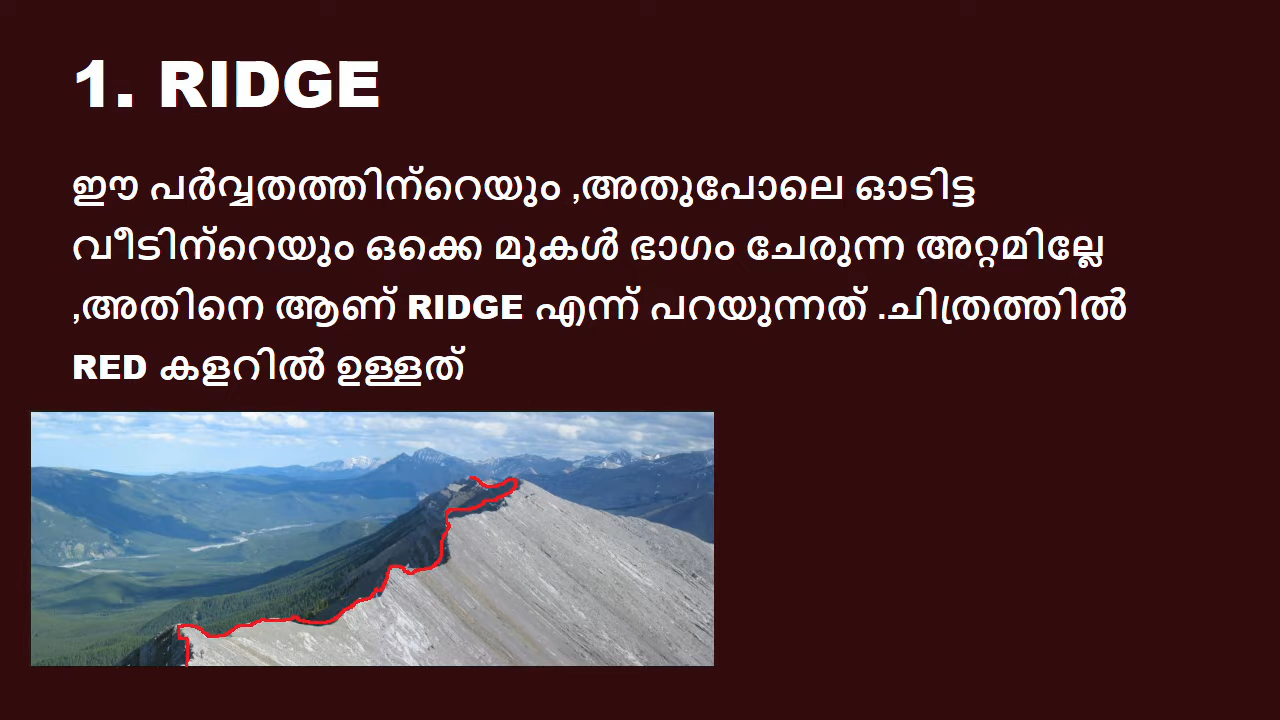 1. RIDGE
ഈ പർവ്വതത്തിന്റെയും ,അതുപോലെ ഓടിട്ട
വീടിന്റെയും ഒക്കെ മുകൾ ഭാഗം ചേരുന്ന അറ്റമില്ലേ
,അതിനെ ആണ് RIDGE എന്ന് പറയുന്നത് .ചിത്രത്തിൽ
RED കളറിൽ ഉള്ളത്